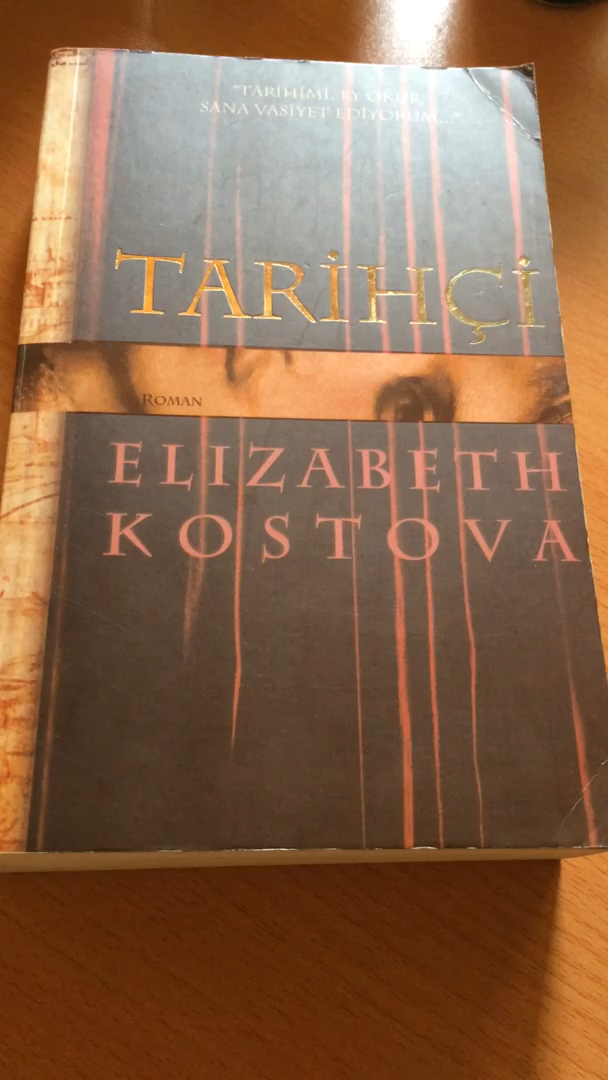 "TARİHİMİ, EY OKUR,
SANA VASİYET EDİYORUM..."
TARİHÇİ
ROMAN
ELIZABETH
KOSTOVA